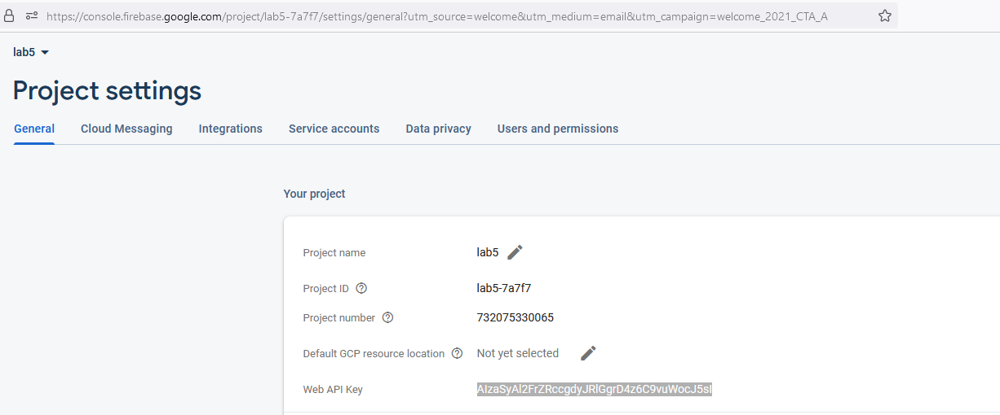 https://console.firebase.google.com/project/lab5-7a7f7/settings/general?utm_source=welcome&utm_medium=email&utm_campaign=welcome_2021_CTA_A
lab5
Project settings
General Cloud Messaging Integrations Service accounts Data privacy Users and permissions
Your project
Project name lab5
Project ID lab5-7a7f7
Project number 732075330065
Default GCP resource location Not yet selected
Web API Key AIzaSyAl2FrZRccgdyJRlGgrD4z6C9vuWocJ5sI